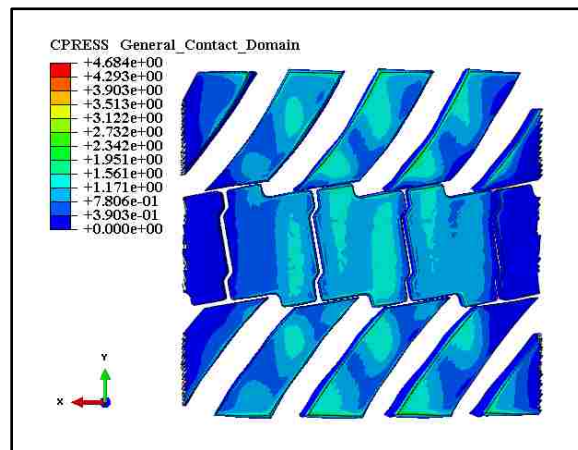 CPRESS General_Contact_Domain
+4.684e+00
+4.293e+00
+3.903e+00
+3.513e+00
+3.122e+00
+2.732e+00
+2.342e+00
+1.951e+00
+1.561e+00
+1.171e+00
+7.806e-01
+3.903e-01
+0.000e+00
Y
X